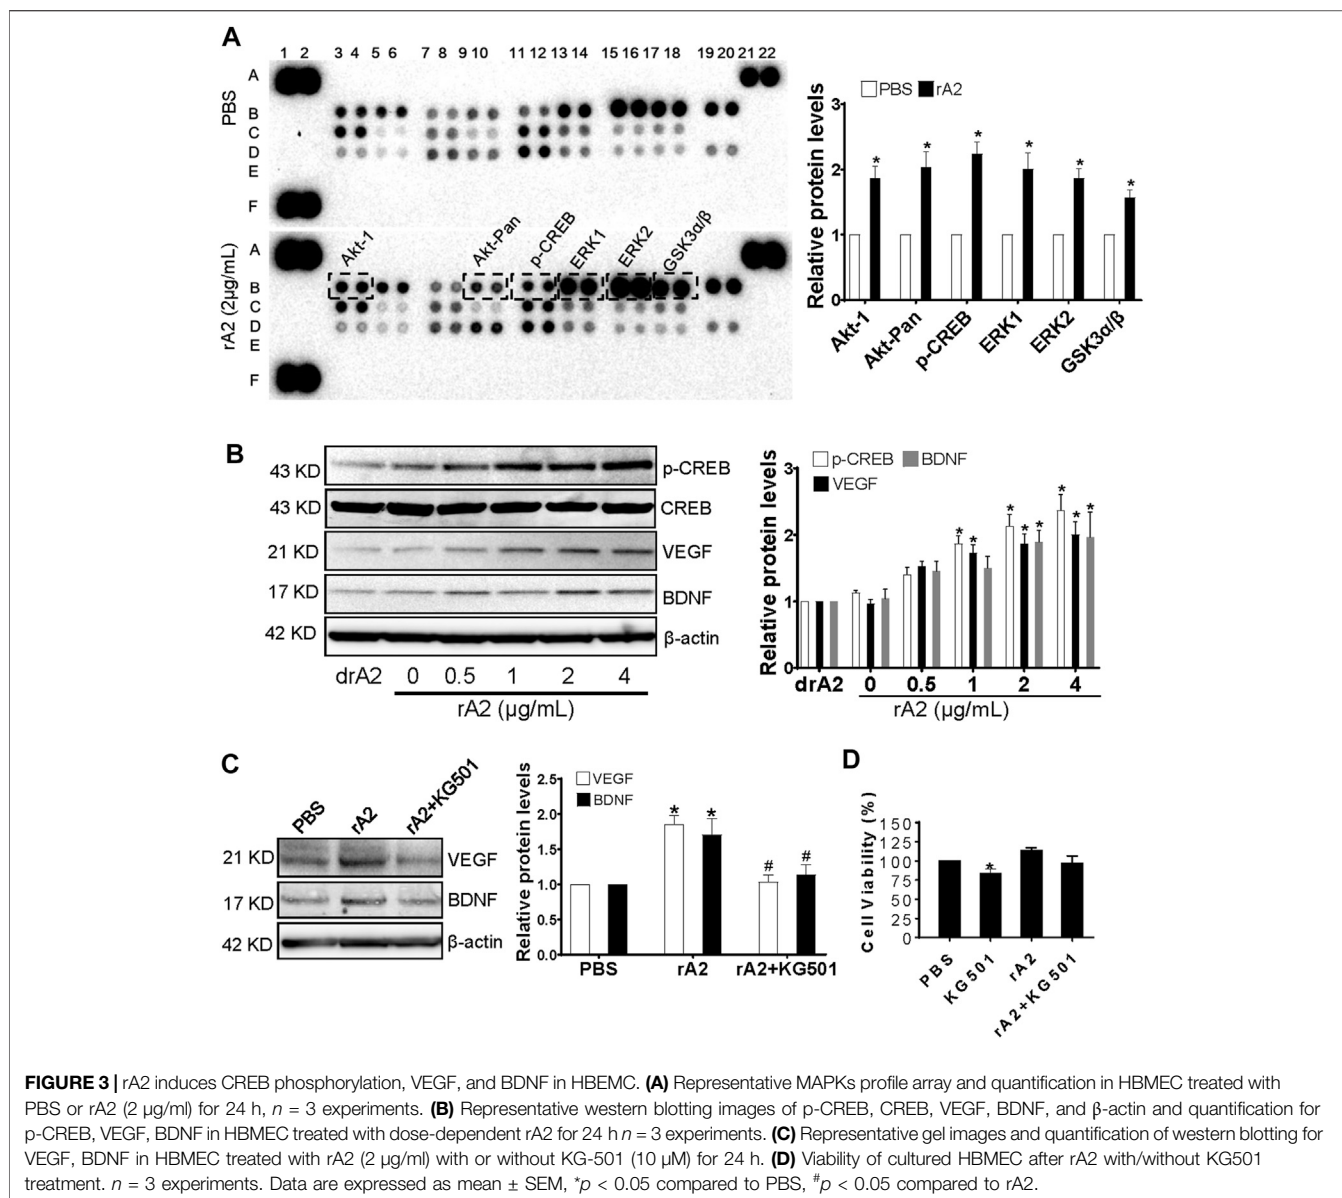 A
1 2 3 4 5 6 7 8 9 10 11 12 13 14 15 16 17 18 19 20 21 22
PBS
A
B
C
D
E
F
rA2 (2µg/mL)
A
B
C
D
E
F
Akt-1
Akt-Pan
p-CREB
ERK1
ERK2
GSK3α/β
PBS rA2
Relative protein levels
3
2
1
0
* * * * * *
Akt-1
Akt-Pan
p-CREB
ERK1
ERK2
GSK3α/β
B
43 KD p-CREB
43 KD CREB
21 KD VEGF
17 KD BDNF
42 KD β-actin
drA2 0 0.5 1 2 4
rA2 (µg/mL)
p-CREB BDNF
VEGF
Relative protein levels
3
2
1
0
* * * * * * * *
drA2 0 0.5 1 2 4
rA2 (µg/mL)
C
PBS rA2 rA2+KG501
21 KD VEGF
17 KD BDNF
42 KD β-actin
VEGF
BDNF
Relative protein levels
2.5
2.0
1.5
1.0
0.5
0.0
* * # #
PBS rA2 rA2+KG501
D
Cell Viability (%)
150
125
100
75
50
25
0
*
PBS
KG501
rA2
rA2+KG501
FIGURE 3 | rA2 induces CREB phosphorylation, VEGF, and BDNF in HBEMC. (A) Representative MAPKs profile array and quantification in HBMEC treated with
PBS or rA2 (2 µg/ml) for 24 h, n = 3 experiments. (B) Representative western blotting images of p-CREB, CREB, VEGF, BDNF, and β-actin and quantification for
p-CREB, VEGF, BDNF in HBMEC treated with dose-dependent rA2 for 24 h n = 3 experiments. (C) Representative gel images and quantification of western blotting for
VEGF, BDNF in HBMEC treated with rA2 (2 µg/ml) with or without KG-501 (10 µM) for 24 h. (D) Viability of cultured HBMEC after rA2 with/without KG501
treatment. n = 3 experiments. Data are expressed as mean ± SEM, *p < 0.05 compared to PBS, #p < 0.05 compared to rA2.